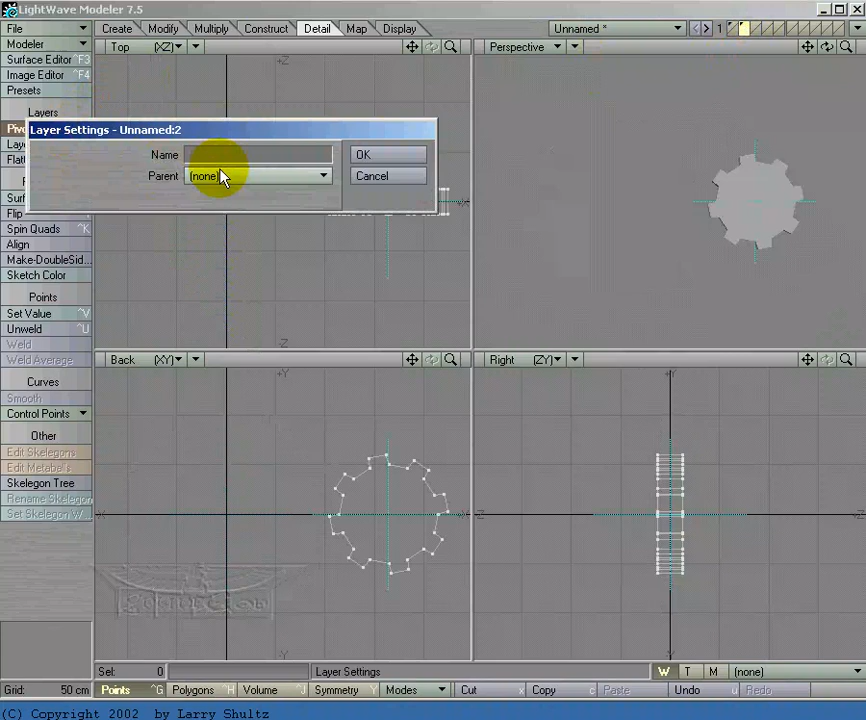 LightWave Modeler 7.5
File Create Modify Multiply Construct Detail Map Display Unnamed *
Modeler Top (XZ) Perspective
Surface Editor ^F3
Image Editor ^F4
Presets
Layers
Layer Settings - Unnamed:2
Name OK
Parent (none) Cancel
Flip
Spin Quads ^K
Align
Make-DoubleSid...
Sketch Color
Points
Set Value ^V
Unweld ^U
Weld
Weld Average
Back (XY) Right (ZY)
Curves
Smooth
Control Points
Other
Edit Skelegons
Edit Metaballs
Skelegon Tree
Rename Skelegon
Set Skelegon W...
Sel: 0 Layer Settings W T M (none)
Grid: 50 cm Points ^G Polygons ^H Volume ^J Symmetry ^Y Modes Cut Copy Paste Undo Redo
(C) Copyright 2002 by Larry Shultz